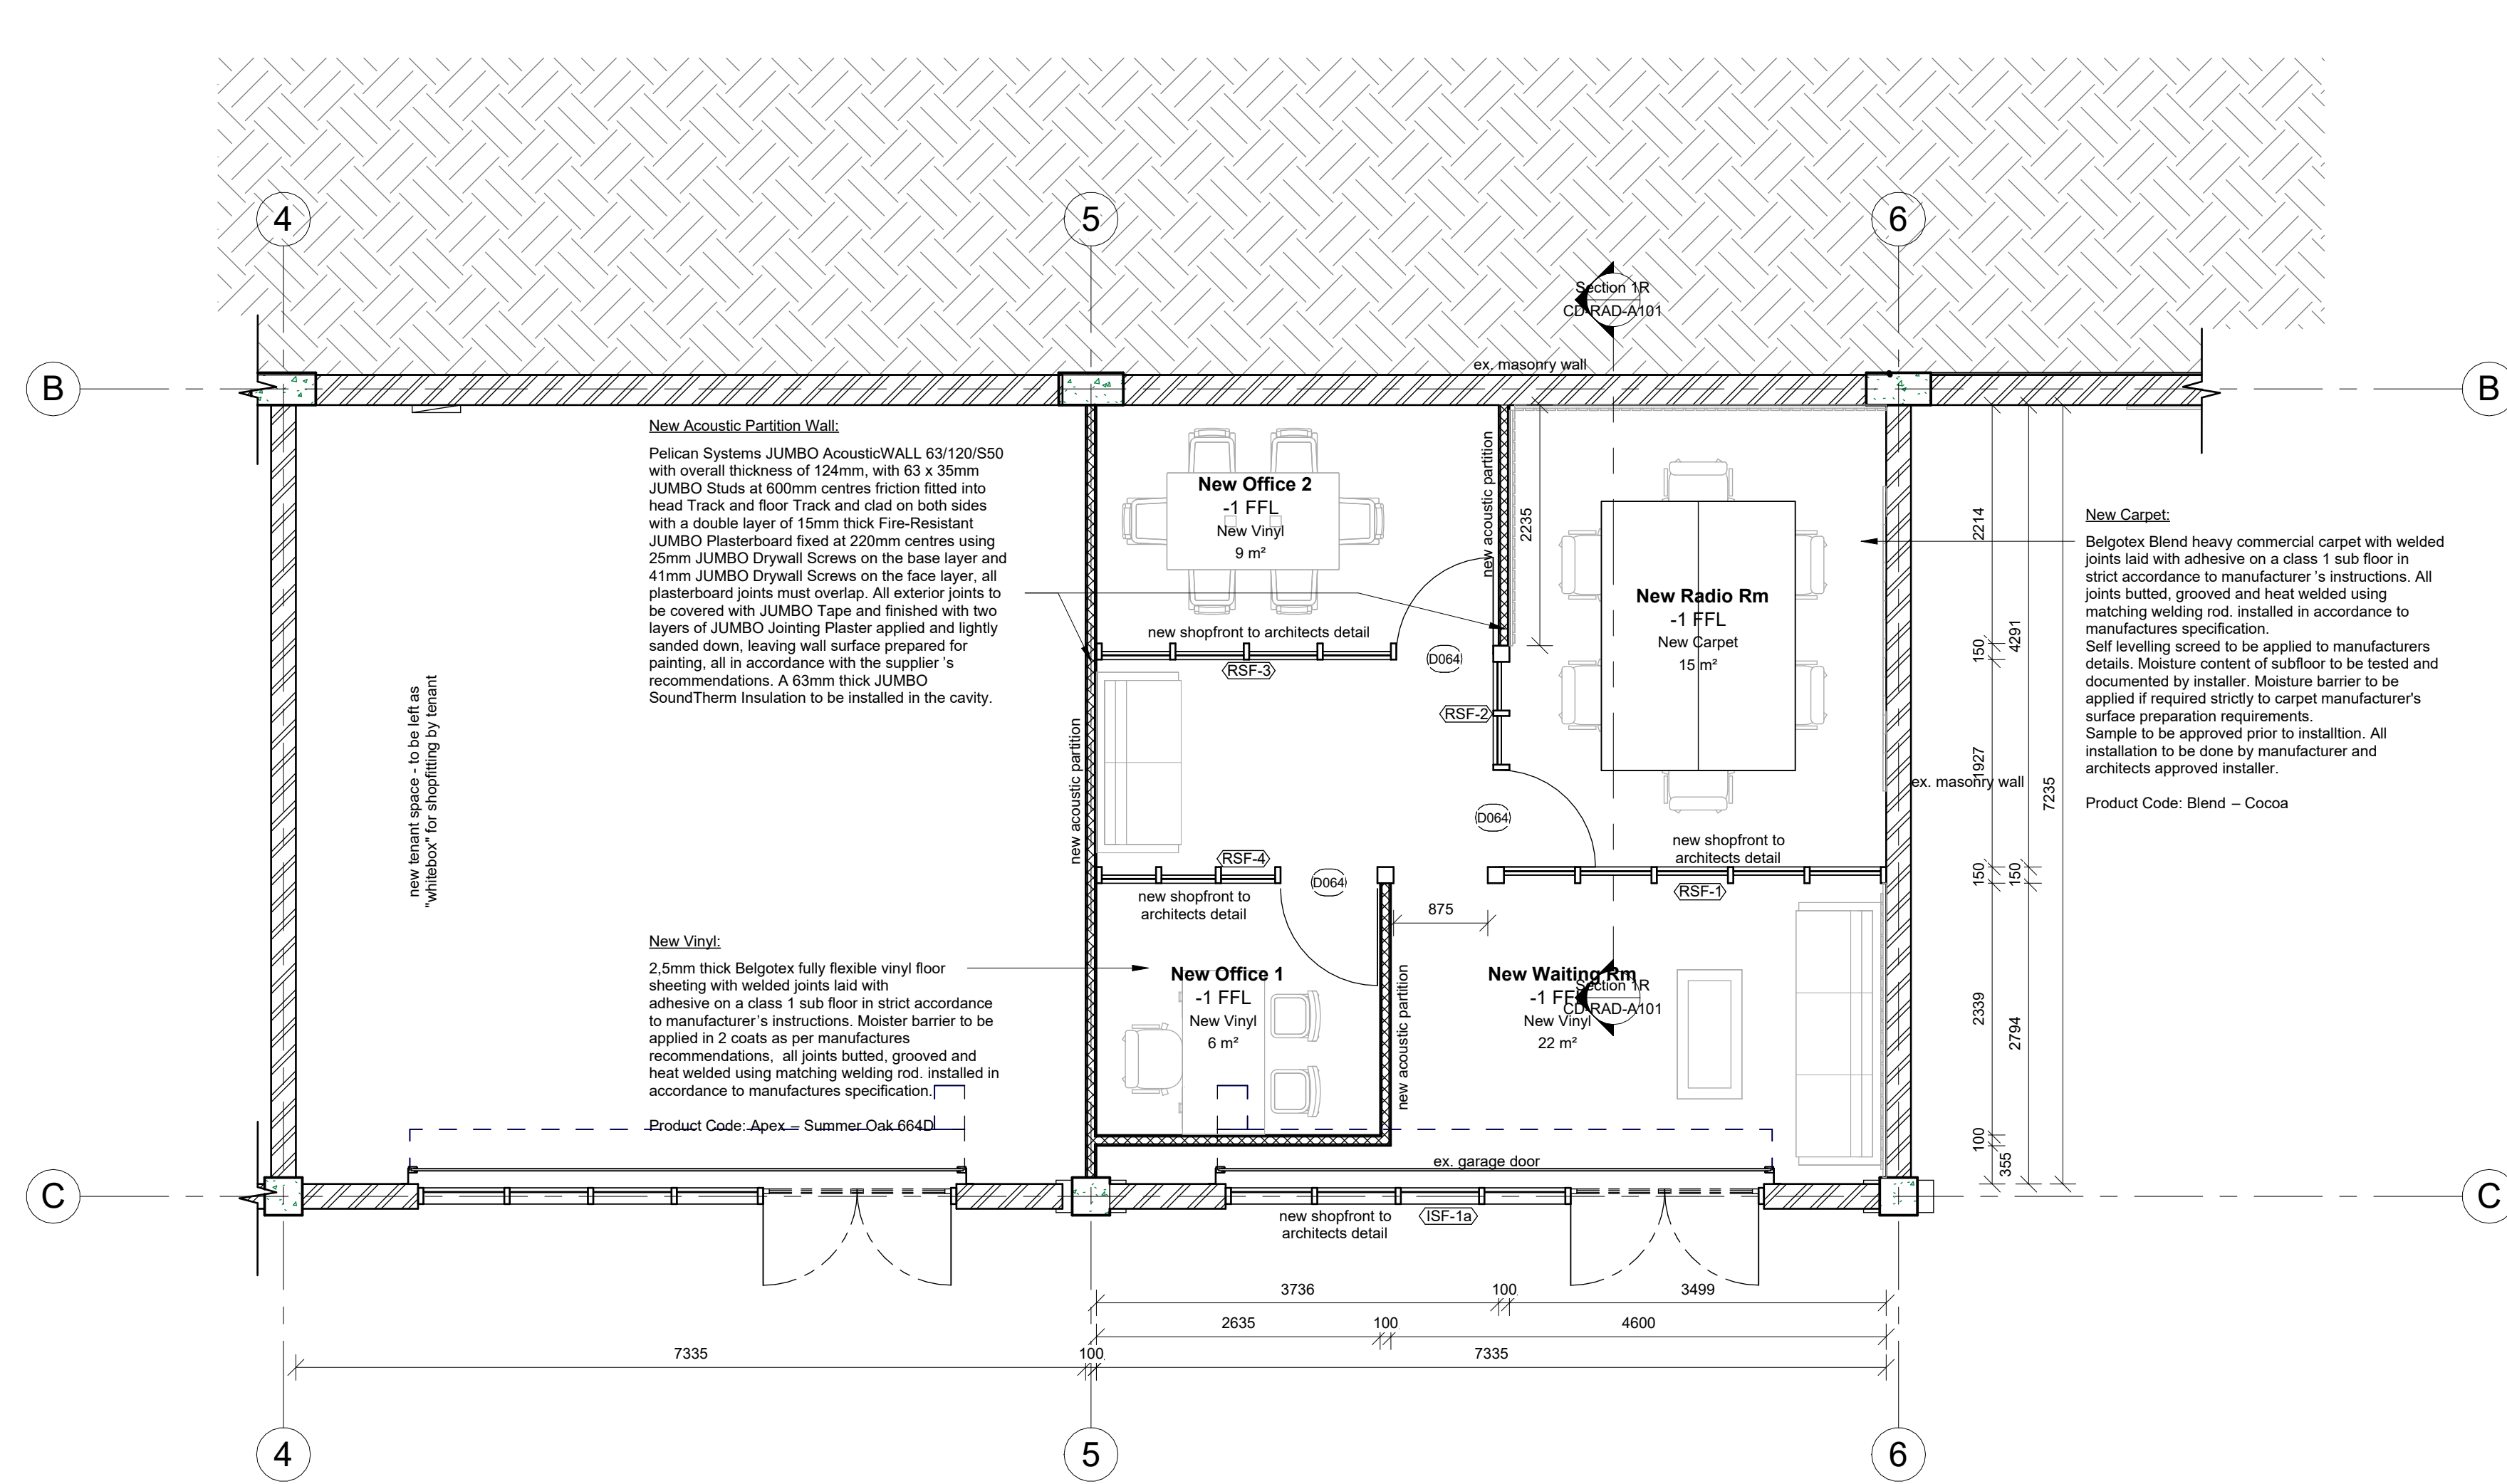 4
5
6
Section 1R
CD-RAD-A101
B
ex. masonry wall
B
New Acoustic Partition Wall:
Pelican Systems JUMBO AcousticWALL 63/120/S50
with overall thickness of 124mm, with 63 x 35mm
JUMBO Studs at 600mm centres friction fitted into
head Track and floor Track and clad on both sides
with a double layer of 15mm thick Fire-Resistant
JUMBO Plasterboard fixed at 220mm centres using
25mm JUMBO Drywall Screws on the base layer and
41mm JUMBO Drywall Screws on the face layer, all
plasterboard joints must overlap. All exterior joints to
be covered with JUMBO Tape and finished with two
layers of JUMBO Jointing Plaster applied and lightly
sanded down, leaving wall surface prepared for
painting, all in accordance with the supplier 's
recommendations. A 63mm thick JUMBO
SoundTherm Insulation to be installed in the cavity.
new tenant space - to be left as
"whitebox" for shopfitting by tenant
New Vinyl:
2,5mm thick Belgotex fully flexible vinyl floor
sheeting with welded joints laid with
adhesive on a class 1 sub floor in strict accordance
to manufacturer's instructions. Moister barrier to be
applied in 2 coats as per manufactures
recommendations, all joints butted, grooved and
heat welded using matching welding rod. installed in
accordance to manufactures specification.
Product Code: Apex – Summer Oak 664D
New Office 2
-1 FFL
New Vinyl
9 m²
new acoustic partition
2235
new shopfront to architects detail
RSF-3
D064
RSF-2
New Radio Rm
-1 FFL
New Carpet
15 m²
new acoustic partition
D064
new shopfront to
architects detail
RSF-4
D064
RSF-1
new shopfront to
architects detail
875
New Office 1
-1 FFL
New Vinyl
6 m²
new acoustic partition
New Waiting Rm
-1 FFL
New Vinyl
22 m²
Section 1R
CD-RAD-A101
ex. garage door
new shopfront to
architects detail
ISF-1a
ex. masonry wall
2214
150
1927
150
2339
100
355
4291
150
2794
7235
New Carpet:
Belgotex Blend heavy commercial carpet with welded
joints laid with adhesive on a class 1 sub floor in
strict accordance to manufacturer 's instructions. All
joints butted, grooved and heat welded using
matching welding rod. installed in accordance to
manufactures specification.
Self levelling screed to be applied to manufacturers
details. Moisture content of subfloor to be tested and
documented by installer. Moisture barrier to be
applied if required strictly to carpet manufacturer's
surface preparation requirements.
Sample to be approved prior to installtion. All
installation to be done by manufacturer and
architects approved installer.
Product Code: Blend – Cocoa
C
C
3736
100
3499
2635
100
4600
7335
100
7335
4
5
6